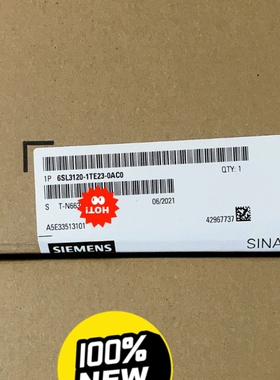 1P 6SL3120-1TE23-0AC0
QTY: 1
S T-N663
HOT!
06/2021
42967737
A5E33513101
SIEMENS
SINA
100%
NEW